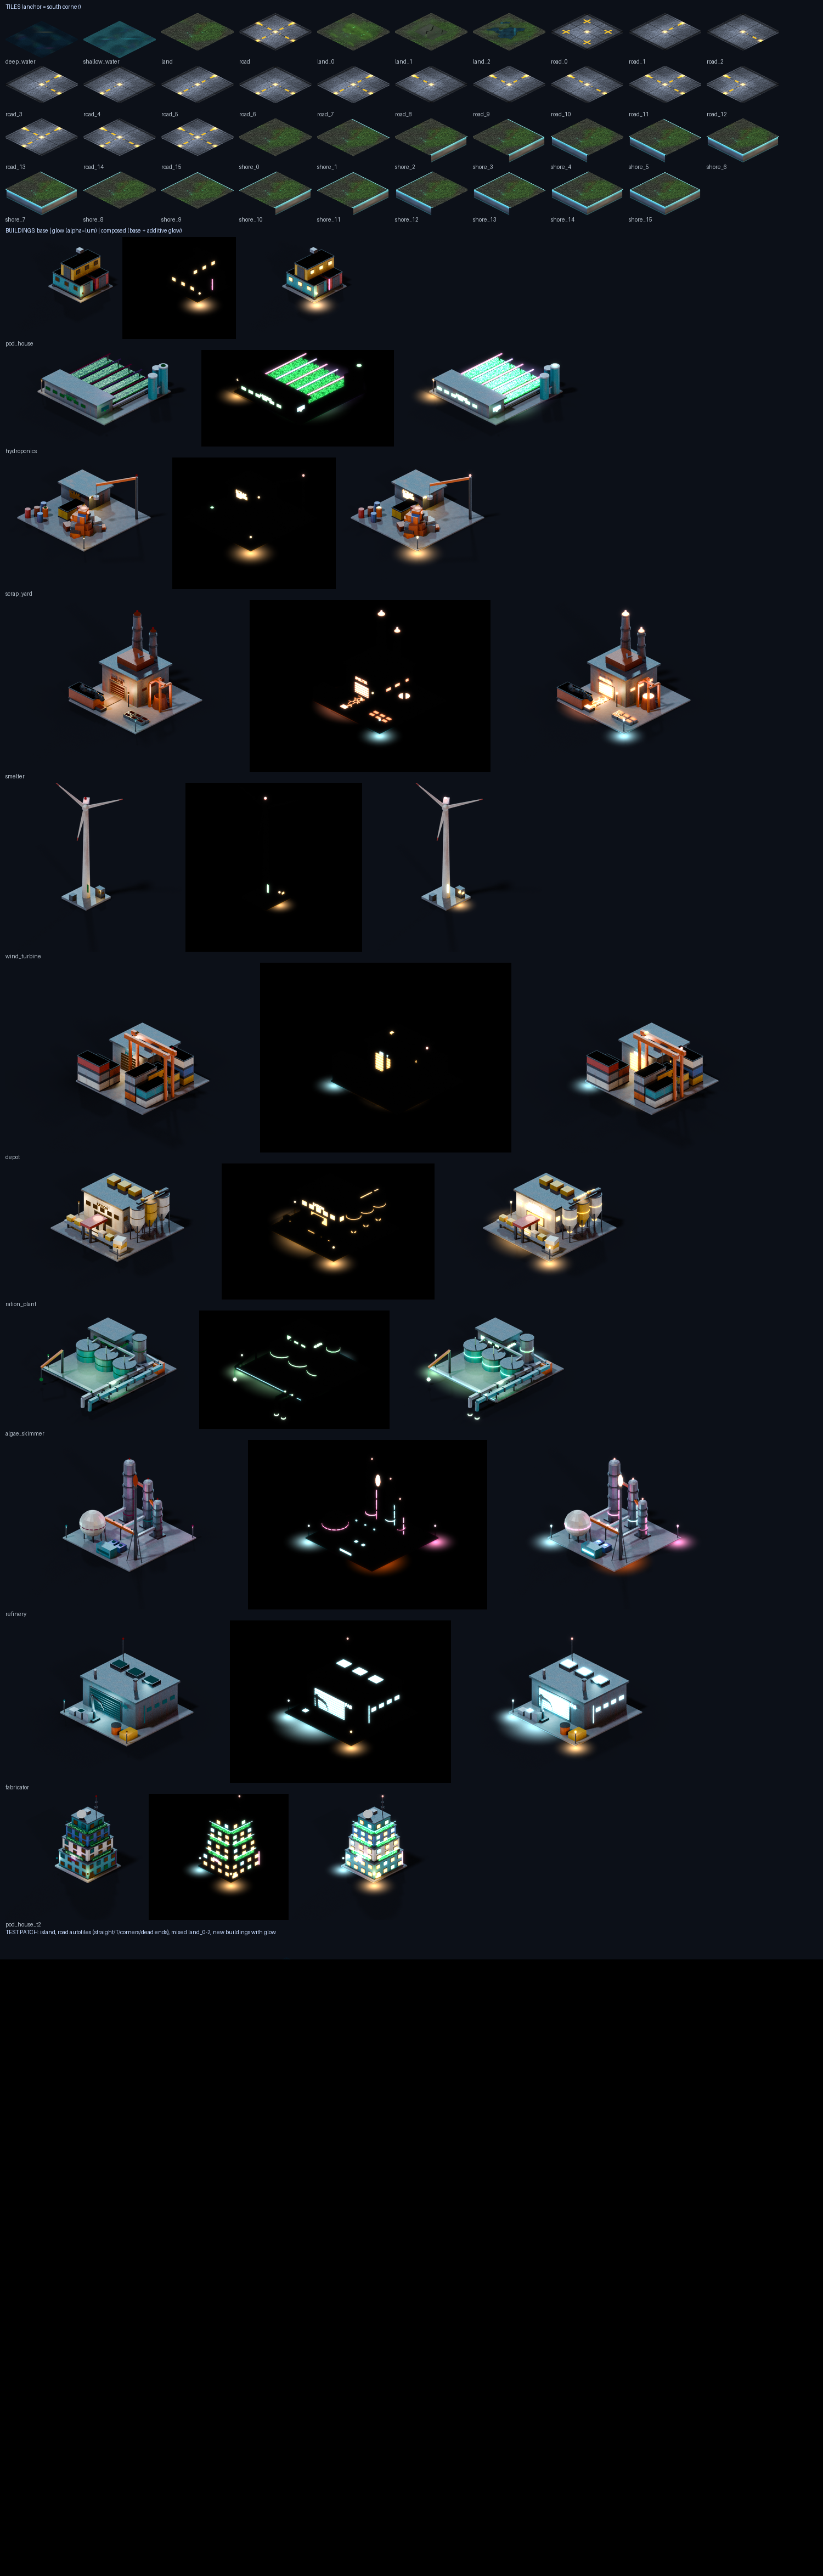 TILES (anchor = south corner)
deep_water shallow_water land road land_0 land_1 land_2 road_0 road_1 road_2
road_3 road_4 road_5 road_6 road_7 road_8 road_9 road_10 road_11 road_12
road_13 road_14 road_15 shore_0 shore_1 shore_2 shore_3 shore_4 shore_5 shore_6
shore_7 shore_8 shore_9 shore_10 shore_11 shore_12 shore_13 shore_14 shore_15
BUILDINGS: base | glow (alpha=lum) | composed (base + additive glow)
pod_house
hydroponics
scrap_yard
smelter
wind_turbine
depot
ration_plant
algae_skimmer
refinery
fabricator
pod_house_t2
TEST PATCH: island, road autotiles (straight/T/corners/dead ends), mixed land_0-2, new buildings with glow